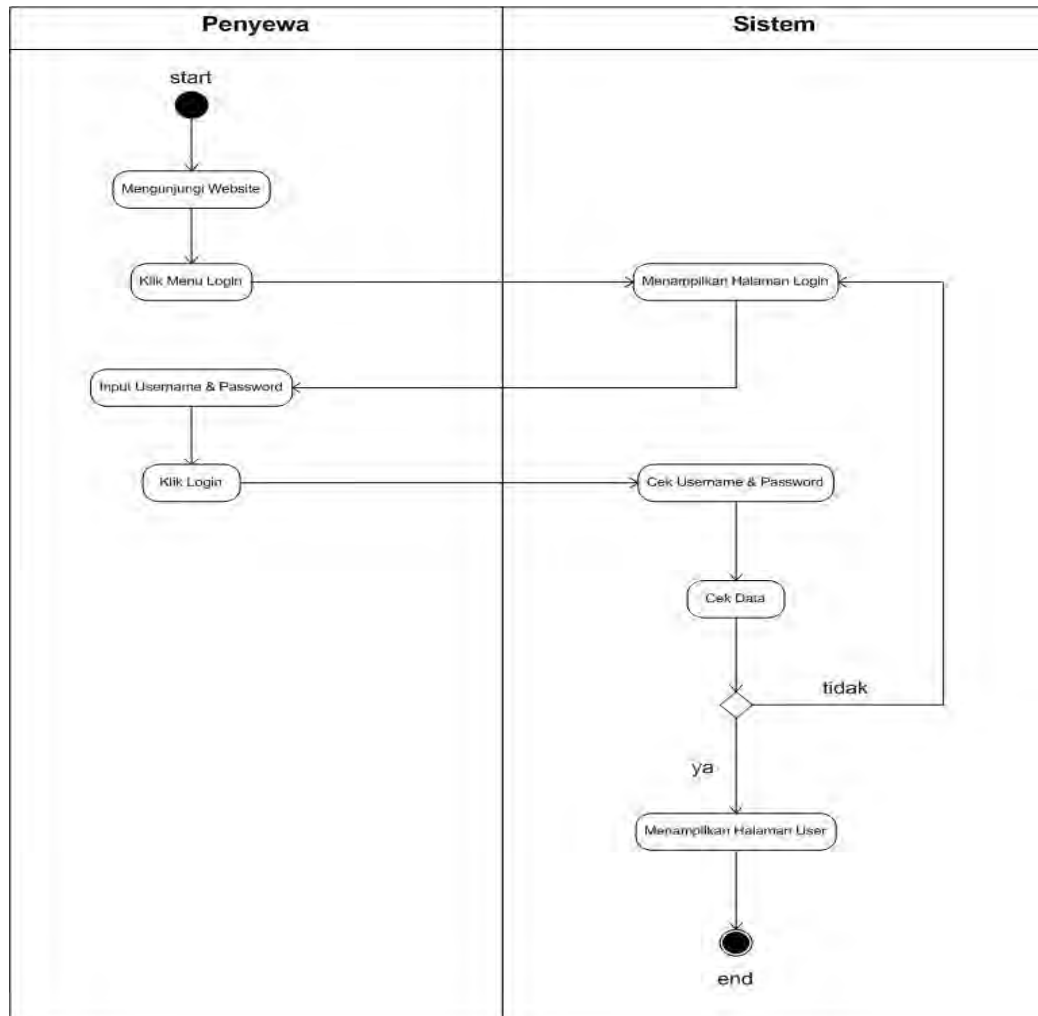 Penyewa
Sistem
start
Mengunjungi Website
Klik Menu Login
Menampilkan Halaman Login
Input Username & Password
Klik Login
Cek Username & Password
Cek Data
tidak
ya
Menampilkan Halaman User
end